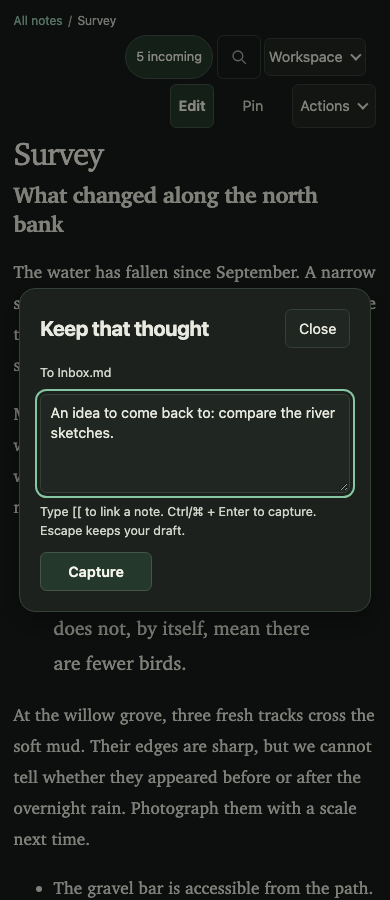 All notes / Survey
5 incoming
Workspace
Edit
Pin
Actions
Survey
What changed along the north
bank
The water has fallen since September. A narrow
Keep that thought
Close
To Inbox.md
An idea to come back to: compare the river
sketches.
Type [[ to link a note. Ctrl/⌘ + Enter to capture.
Escape keeps your draft.
Capture
does not, by itself, mean there
are fewer birds.
At the willow grove, three fresh tracks cross the
soft mud. Their edges are sharp, but we cannot
tell whether they appeared before or after the
overnight rain. Photograph them with a scale
next time.
• The gravel bar is accessible from the path.